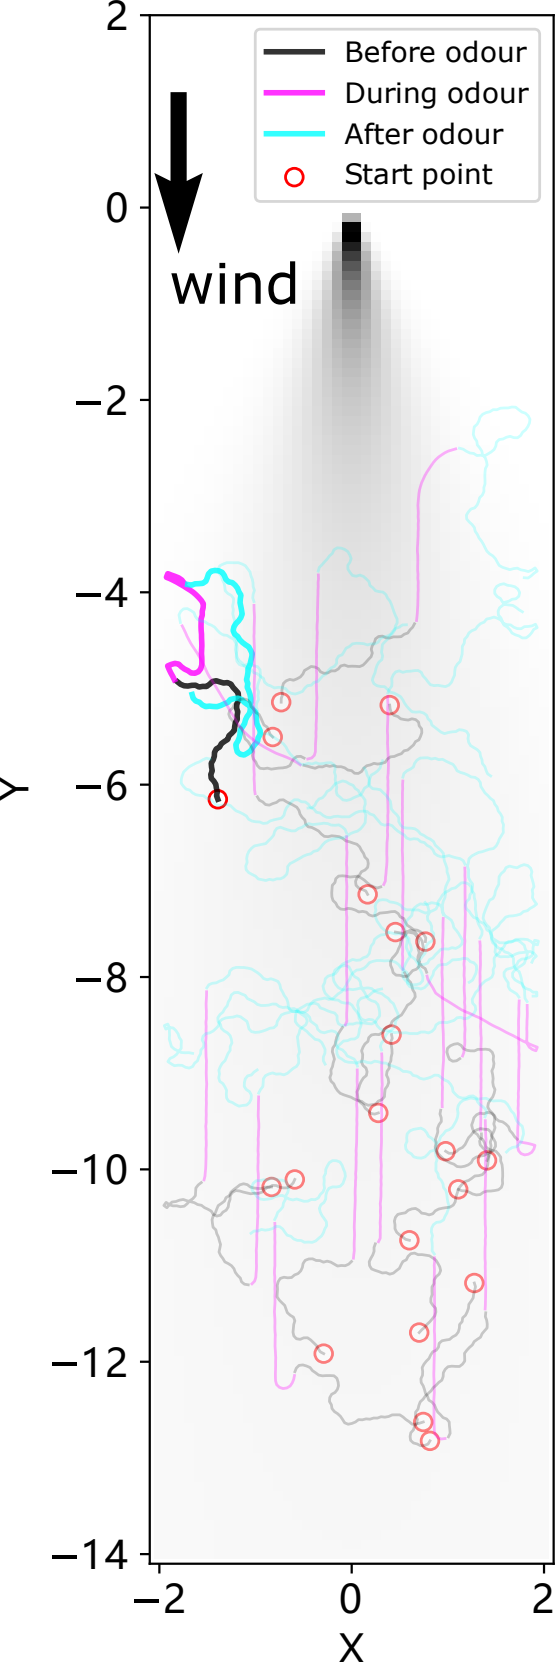 2
Before odour
During odour
After odour
Start point
0
wind
−2
−4
Y
−6
−8
−10
−12
−14
−2
0
2
X